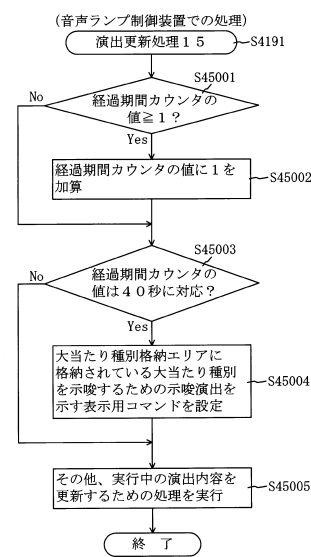 (音声ランプ制御装置での処理)
演出更新処理15
S4191
S45001
No
経過期間カウンタの
値≧1?
Yes
経過期間カウンタの値に1を
加算
S45002
S45003
No
経過期間カウンタの
値は40秒に対応?
Yes
大当たり種別格納エリアに
格納されている大当たり種別
を示唆するための示唆演出を
示す表示用コマンドを設定
S45004
その他、実行中の演出内容を
更新するための処理を実行
S45005
終 了